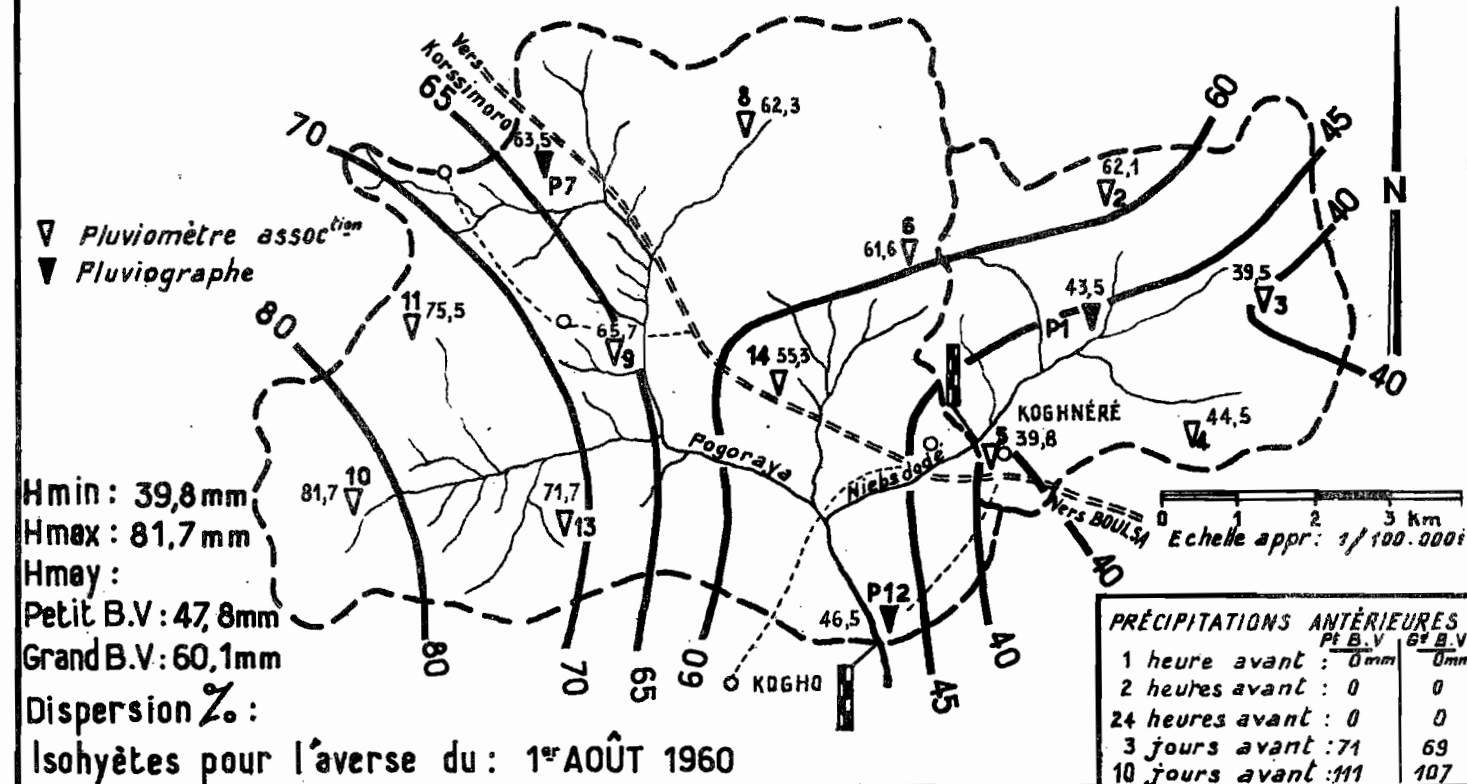 Vers
Korssimoro
65
70
63,5
P7
8 62,3
60
45
62,1
2
N
40
Pluviomètre assoc tion
Pluviographe
6
61,6
39,5
3
43,5
P1
11 75,5
80
65,7
9
14 55,3
40
KOGHNÉRÉ
5 39,8
44,5
4
Pogoraya
Niebsdodé
10
81,7
71,7
13
Vers BOULSA
0 1 2 3 Km
Echelle appr: 1/100.000è
Hmin: 39,8mm
Hmax: 81,7mm
Hmoy:
Petit B.V: 47,8mm
Grand B.V: 60,1mm
Dispersion %:
P12
46,5
40
80
70
65
60
KOGHO
45
40
PRÉCIPITATIONS ANTÉRIEURES
Pt B.V Gd B.V
1 heure avant : 0mm 0mm
2 heures avant : 0 0
24 heures avant : 0 0
3 jours avant : 71 69
10 jours avant : 111 107
Isohyètes pour l'averse du: 1er AOÛT 1960